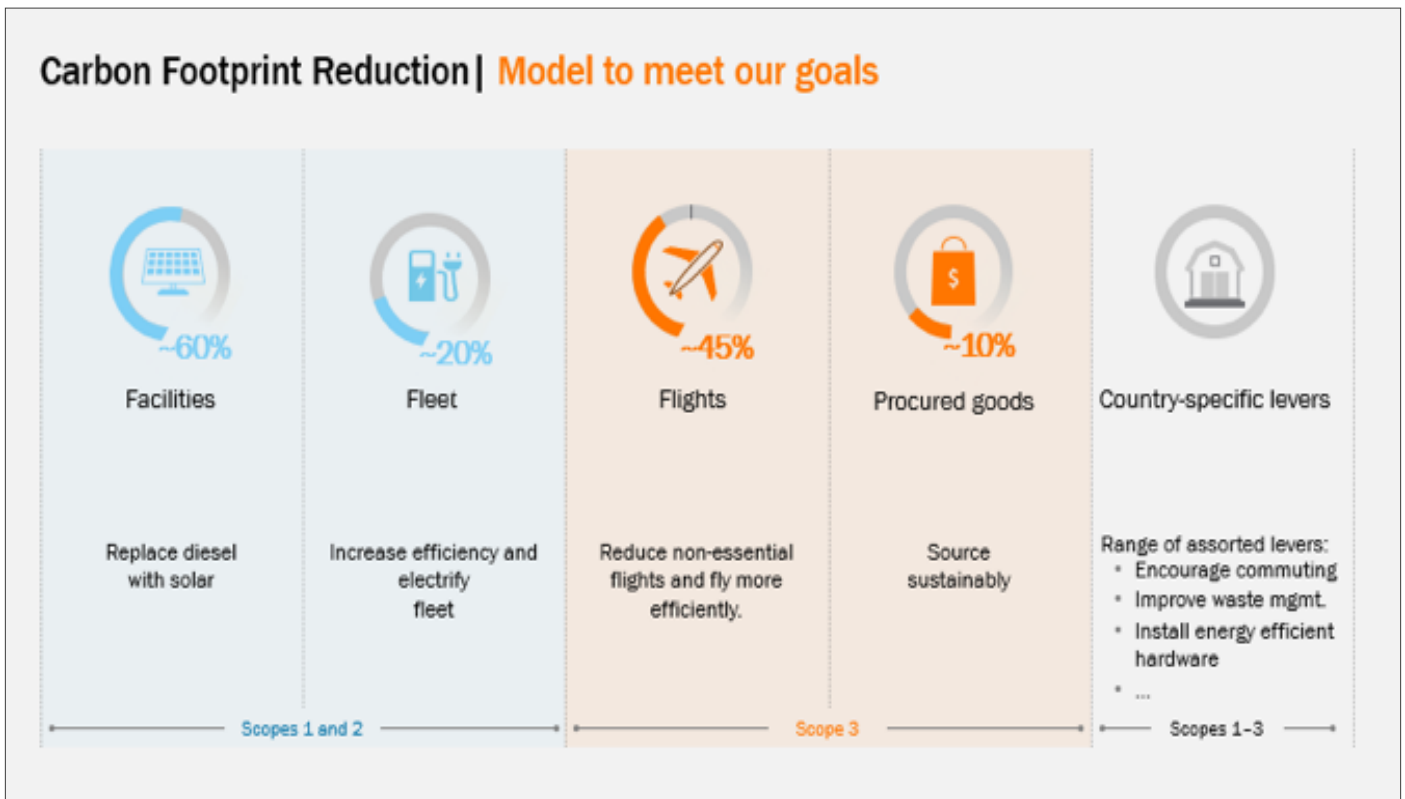 Carbon Footprint Reduction| Model to meet our goals
~60%
Facilities
Replace diesel
with solar
~20%
Fleet
Increase efficiency and
electrify
fleet
Scopes 1 and 2
~45%
Flights
Reduce non-essential
flights and fly more
efficiently.
$
~10%
Procured goods
Source
sustainably
Scope 3
Country-specific levers
Range of assorted levers:
• Encourage commuting
• Improve waste mgmt.
• Install energy efficient
hardware
• ...
Scopes 1–3